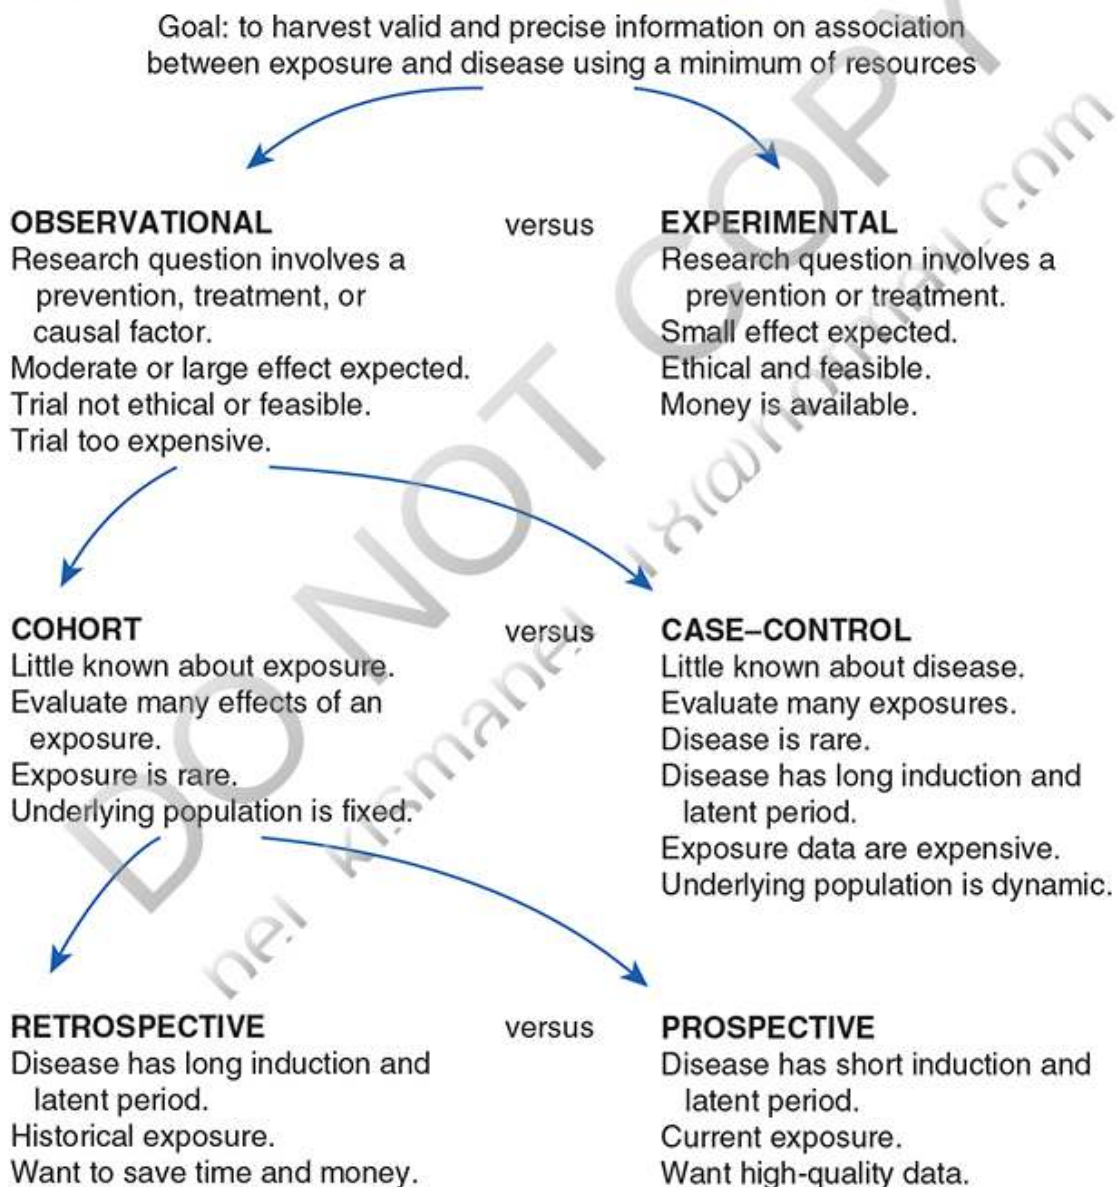 Goal: to harvest valid and precise information on association
between exposure and disease using a minimum of resources
OBSERVATIONAL
Research question involves a
prevention, treatment, or
causal factor.
Moderate or large effect expected.
Trial not ethical or feasible.
Trial too expensive.
versus
EXPERIMENTAL
Research question involves a
prevention or treatment.
Small effect expected.
Ethical and feasible.
Money is available.
COHORT
Little known about exposure.
Evaluate many effects of an
exposure.
Exposure is rare.
Underlying population is fixed.
versus
CASE–CONTROL
Little known about disease.
Evaluate many exposures.
Disease is rare.
Disease has long induction and
latent period.
Exposure data are expensive.
Underlying population is dynamic.
RETROSPECTIVE
Disease has long induction and
latent period.
Historical exposure.
Want to save time and money.
versus
PROSPECTIVE
Disease has short induction and
latent period.
Current exposure.
Want high-quality data.
DO NOT COPY